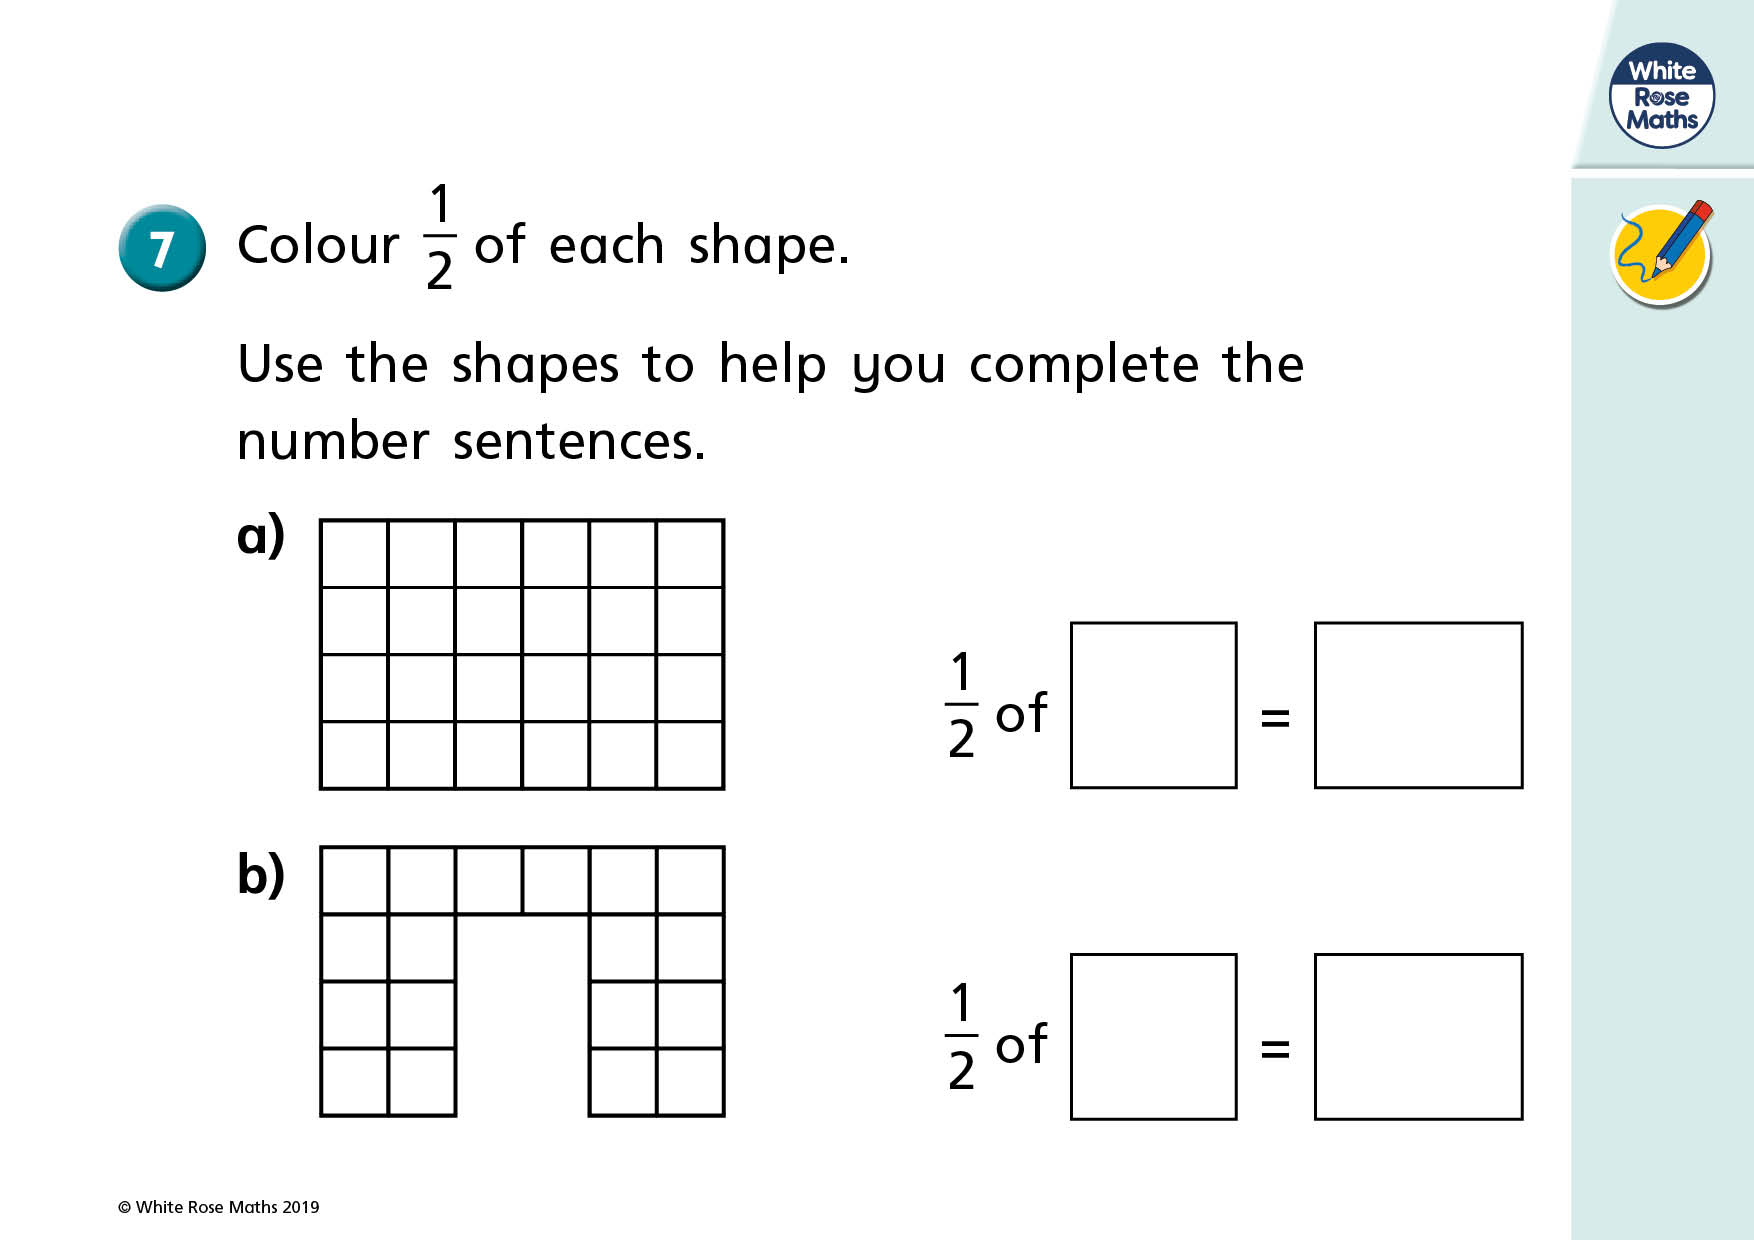 White
Rose
Maths
7 Colour 1/2 of each shape.
Use the shapes to help you complete the
number sentences.
a)
1/2 of =
b)
1/2 of =
© White Rose Maths 2019